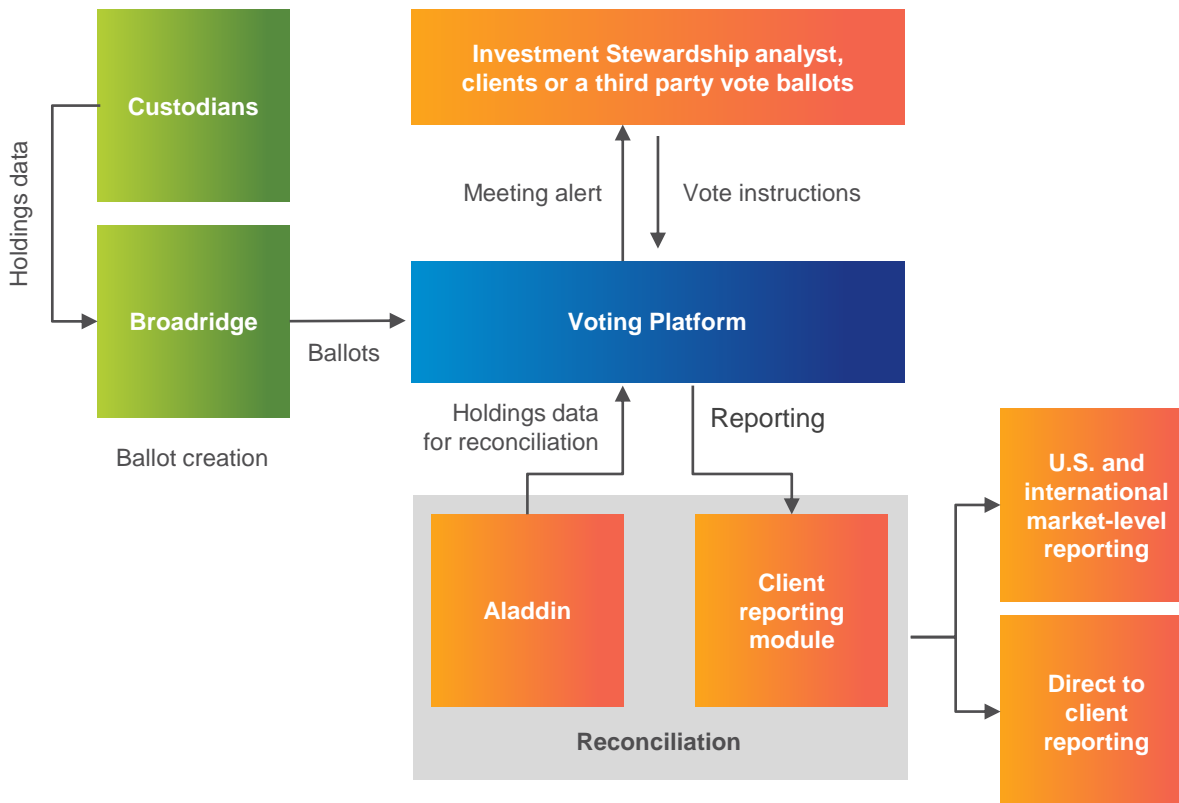 Custodians
Holdings data
Broadridge
Ballots
Ballot creation
Investment Stewardship analyst,
clients or a third party vote ballots
Meeting alert
Vote instructions
Voting Platform
Holdings data
for reconciliation
Reporting
Aladdin
Client
reporting
module
Reconciliation
U.S. and
international
market-level
reporting
Direct to
client
reporting